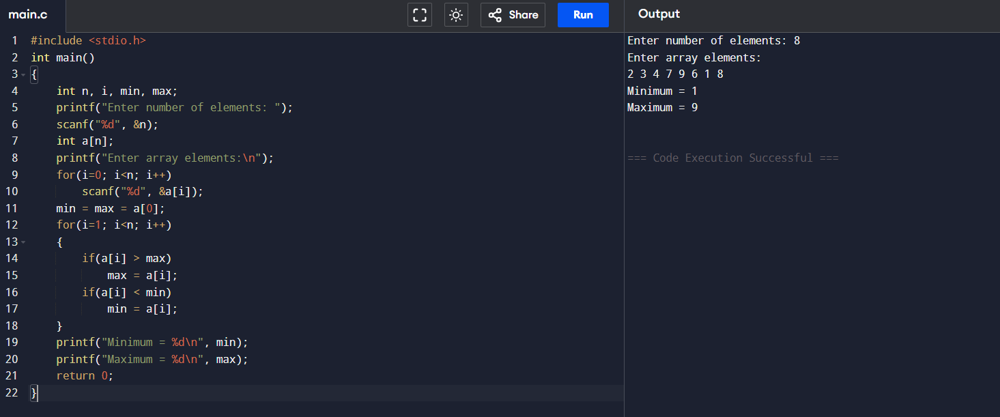 main.c
Share
Run
Output
1 #include <stdio.h>
2 int main()
3 {
4     int n, i, min, max;
5     printf("Enter number of elements: ");
6     scanf("%d", &n);
7     int a[n];
8     printf("Enter array elements:\n");
9     for(i=0; i<n; i++)
10         scanf("%d", &a[i]);
11     min = max = a[0];
12     for(i=1; i<n; i++)
13     {
14         if(a[i] > max)
15             max = a[i];
16         if(a[i] < min)
17             min = a[i];
18     }
19     printf("Minimum = %d\n", min);
20     printf("Maximum = %d\n", max);
21     return 0;
22 }
Enter number of elements: 8
Enter array elements:
2 3 4 7 9 6 1 8
Minimum = 1
Maximum = 9
=== Code Execution Successful ===